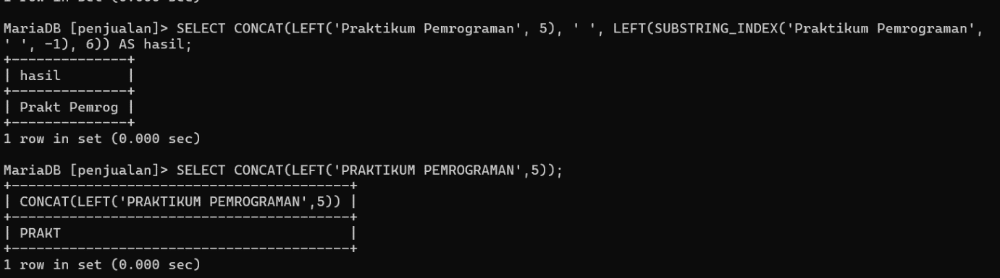 1 row in set (0.000 sec)
MariaDB [penjualan]> SELECT CONCAT(LEFT('Praktikum Pemrograman', 5), ' ', LEFT(SUBSTRING_INDEX('Praktikum Pemrograman',
' ', -1), 6)) AS hasil;
+--------------+
| hasil        |
+--------------+
| Prakt Pemrog |
+--------------+
1 row in set (0.000 sec)
MariaDB [penjualan]> SELECT CONCAT(LEFT('PRAKTIKUM PEMROGRAMAN',5));
+-----------------------------------------+
| CONCAT(LEFT('PRAKTIKUM PEMROGRAMAN',5)) |
+-----------------------------------------+
| PRAKT                                   |
+-----------------------------------------+
1 row in set (0.000 sec)